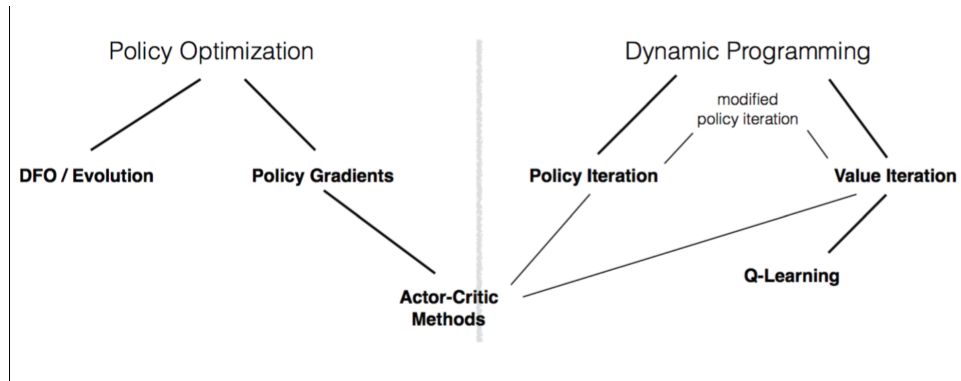 Policy Optimization
Dynamic Programming
modified
policy iteration
DFO / Evolution
Policy Gradients
Policy Iteration
Value Iteration
Q-Learning
Actor-Critic
Methods